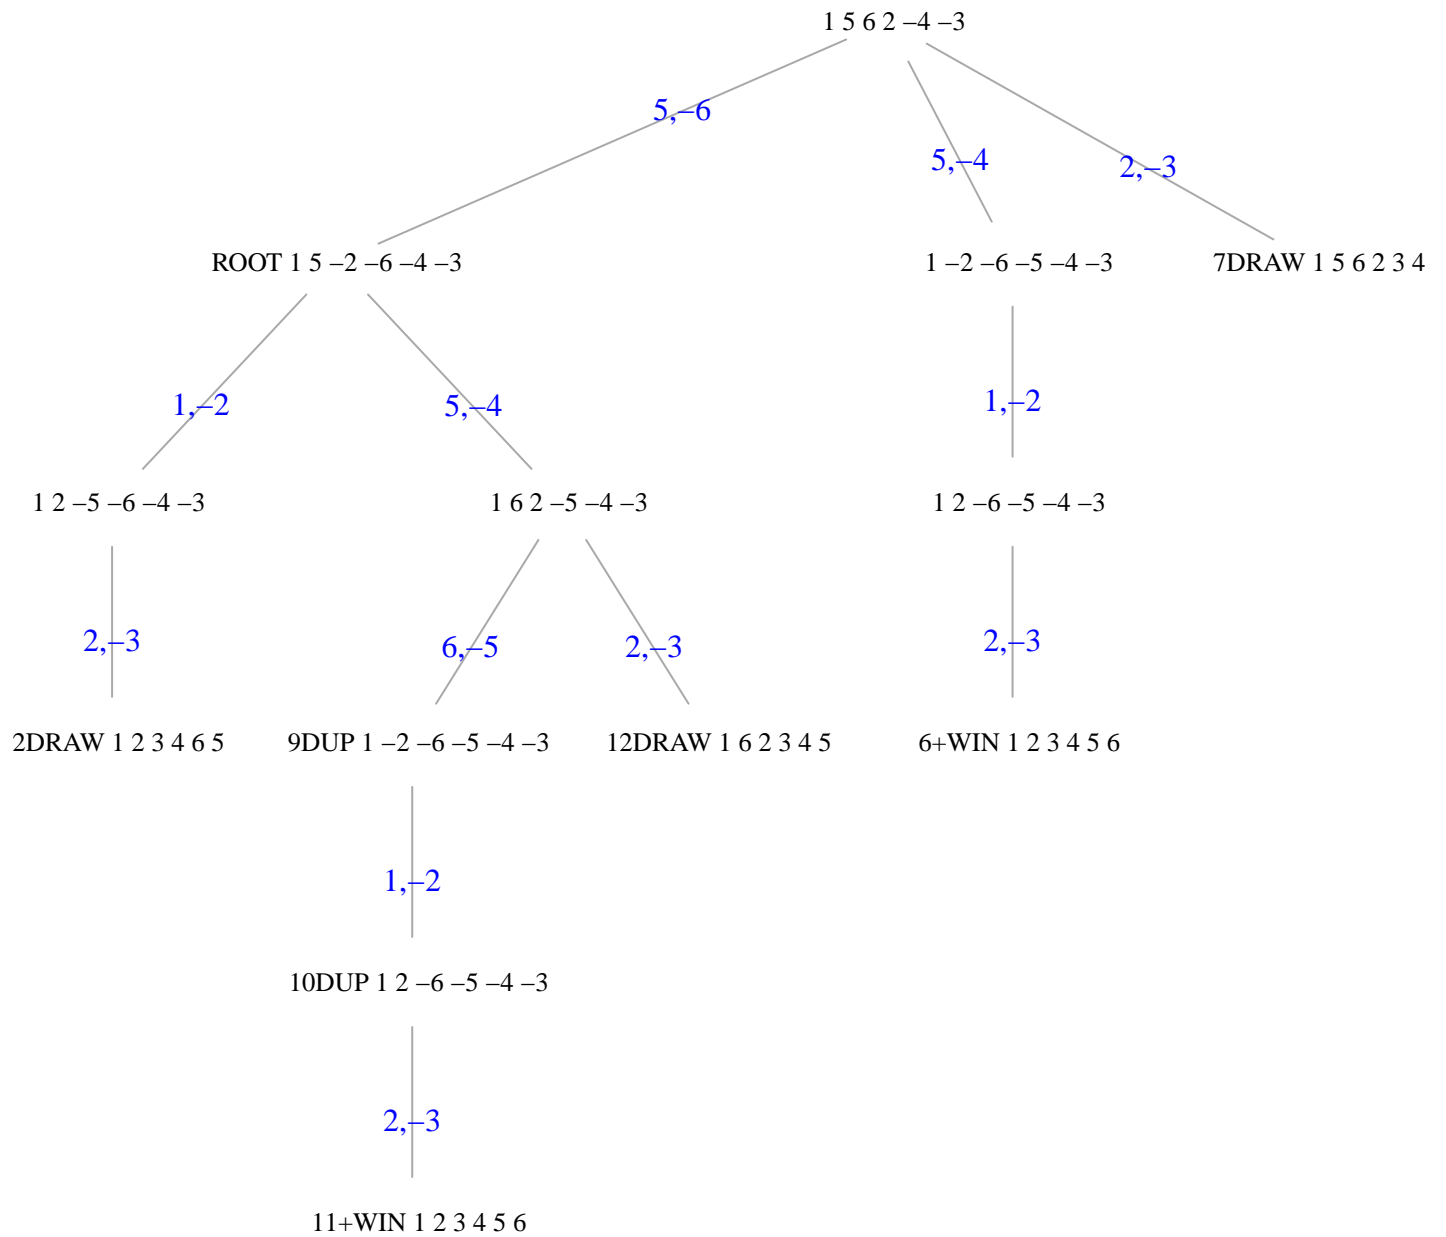 1 5 6 2 –4 –3
5,–6
5,–4
2,–3
ROOT 1 5 –2 –6 –4 –3
1 –2 –6 –5 –4 –3
7DRAW 1 5 6 2 3 4
1,–2
5,–4
1,–2
1 2 –5 –6 –4 –3
1 6 2 –5 –4 –3
1 2 –6 –5 –4 –3
2,–3
6,–5
2,–3
2,–3
2DRAW 1 2 3 4 6 5
9DUP 1 –2 –6 –5 –4 –3
12DRAW 1 6 2 3 4 5
6+WIN 1 2 3 4 5 6
1,–2
10DUP 1 2 –6 –5 –4 –3
2,–3
11+WIN 1 2 3 4 5 6